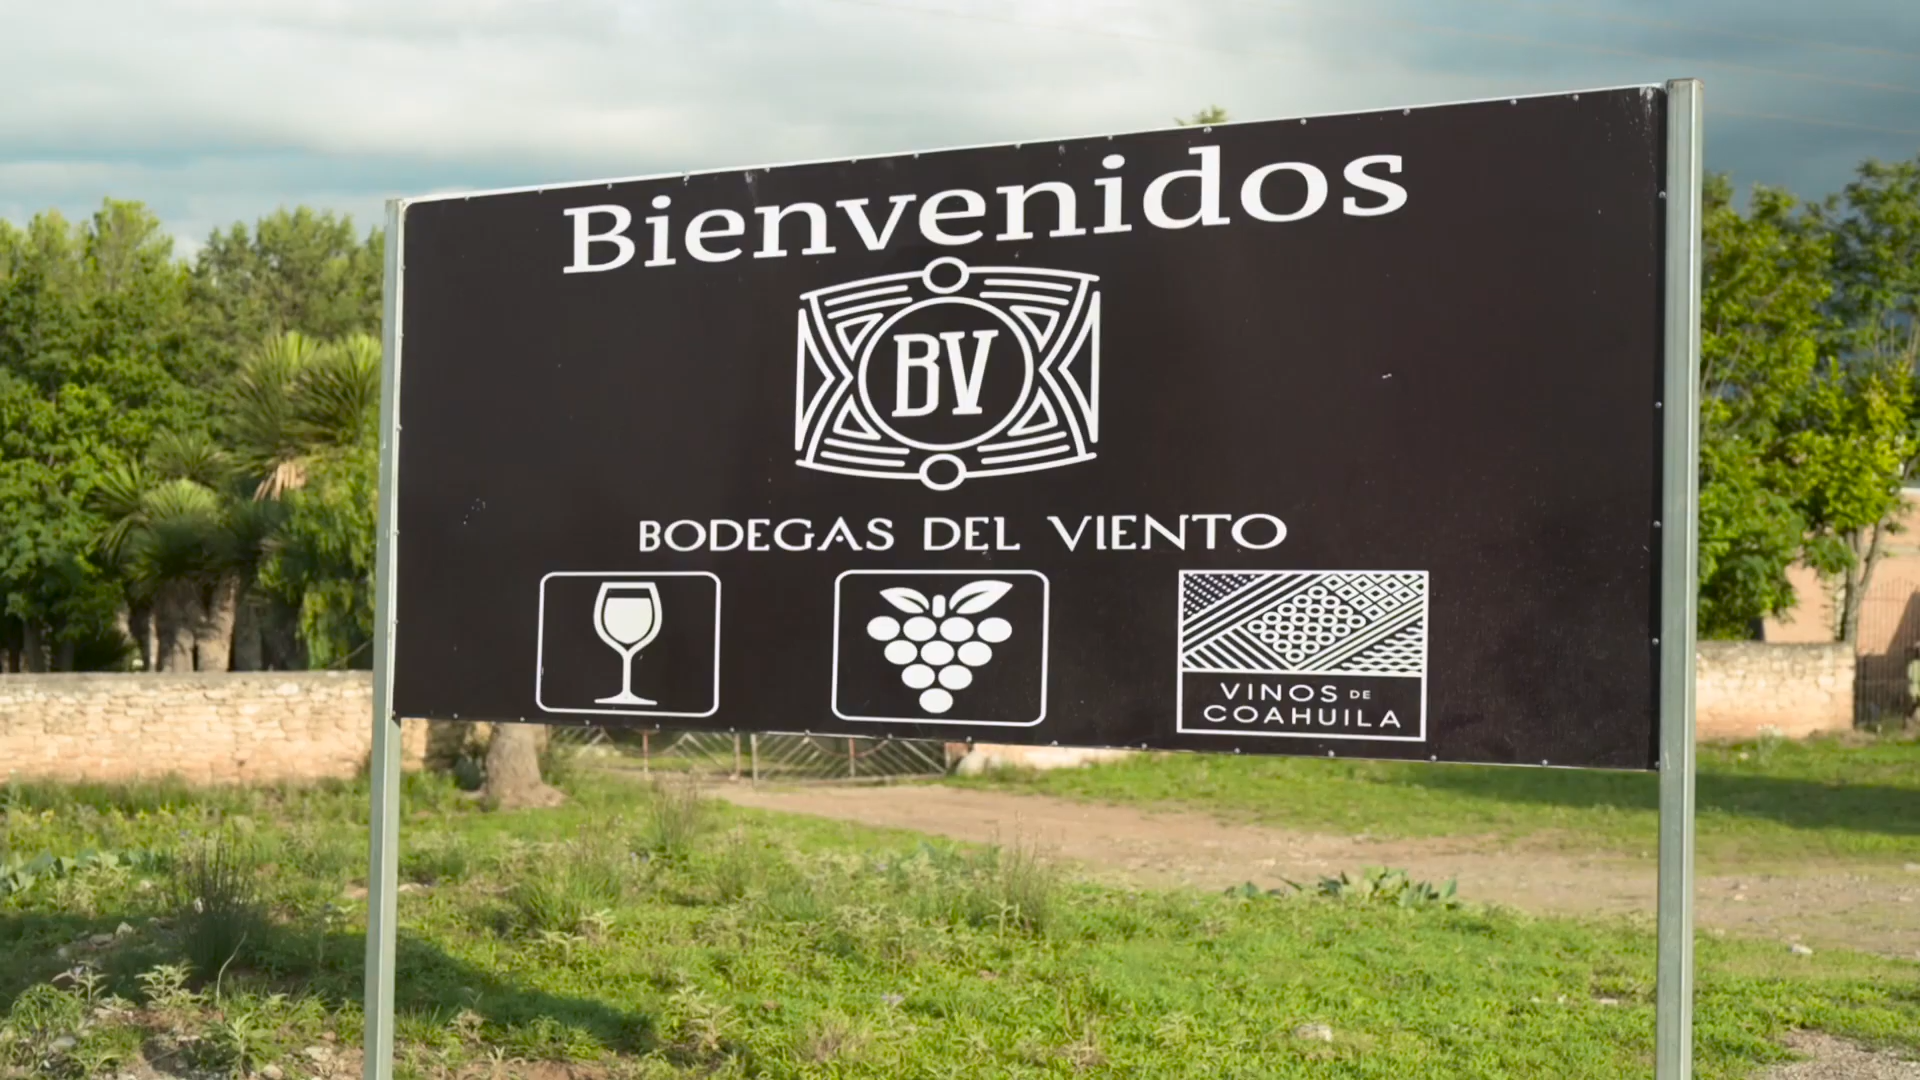 Bienvenidos
BV
BODEGAS DEL VIENTO
VINOS DE
COAHUILA